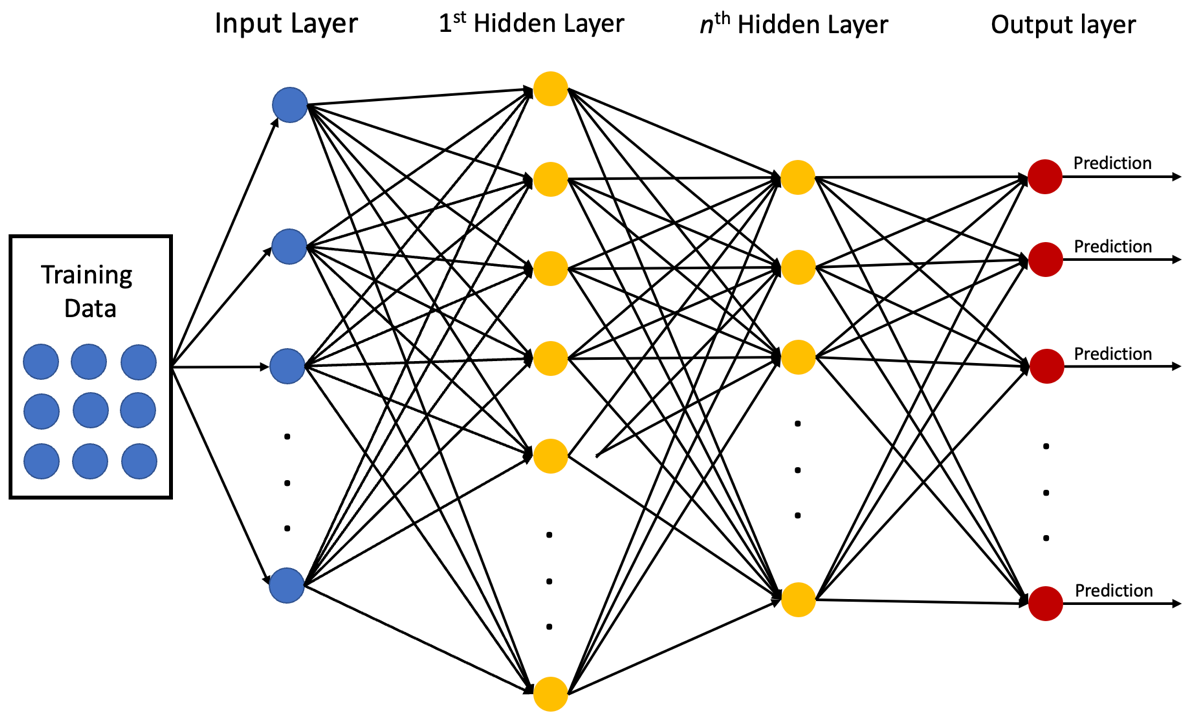 Input Layer
1st Hidden Layer
nth Hidden Layer
Output layer
Training
Data
Prediction
Prediction
Prediction
Prediction